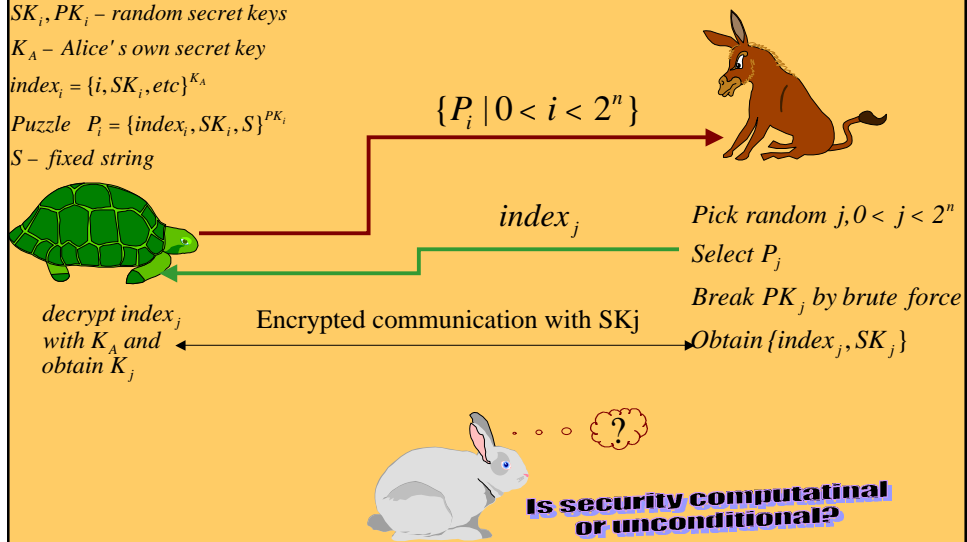 SK_i, PK_i – random secret keys
K_A – Alice's own secret key
index_i = {i, SK_i, etc}^{K_A}
Puzzle P_i = {index_i, SK_i, S}^{PK_i}
S – fixed string
{P_i | 0 < i < 2^n}
index_j
Pick random j, 0 < j < 2^n
Select P_j
Break PK_j by brute force
Obtain {index_j, SK_j}
decrypt index_j
with K_A and
obtain K_j
Encrypted communication with SKj
?
Is security computatinal
or unconditional?